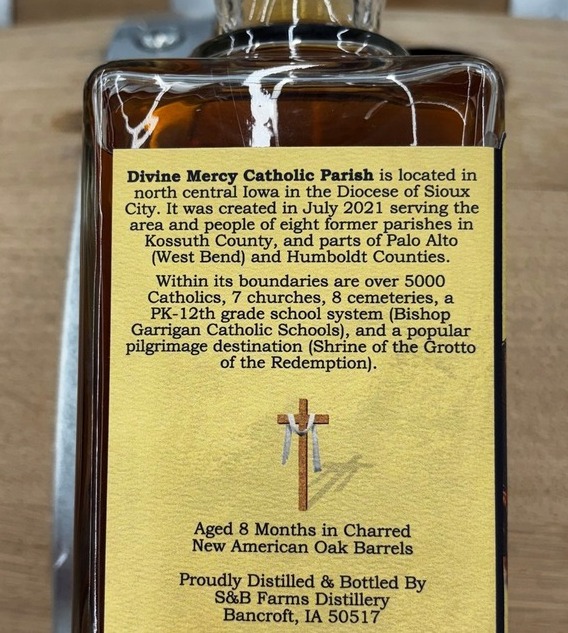 Divine Mercy Catholic Parish is located in
north central Iowa in the Diocese of Sioux
City. It was created in July 2021 serving the
area and people of eight former parishes in
Kossuth County, and parts of Palo Alto
(West Bend) and Humboldt Counties.
Within its boundaries are over 5000
Catholics, 7 churches, 8 cemeteries, a
PK-12th grade school system (Bishop
Garrigan Catholic Schools), and a popular
pilgrimage destination (Shrine of the Grotto
of the Redemption).
Aged 8 Months in Charred
New American Oak Barrels
Proudly Distilled & Bottled By
S&B Farms Distillery
Bancroft, IA 50517